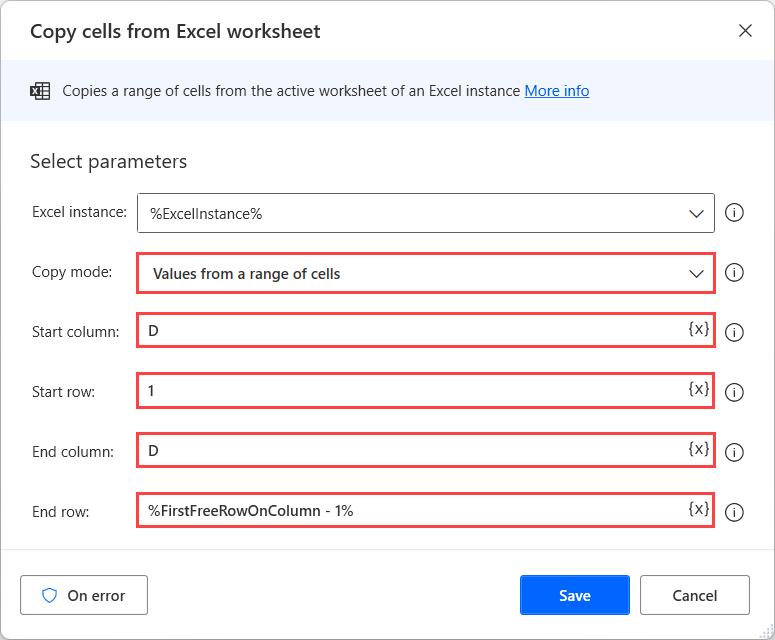 Copy cells from Excel worksheet
Copies a range of cells from the active worksheet of an Excel instance More info
Select parameters
Excel instance: %ExcelInstance%
Copy mode: Values from a range of cells
Start column: D {x}
Start row: 1 {x}
End column: D {x}
End row: %FirstFreeRowOnColumn - 1% {x}
On error Save Cancel